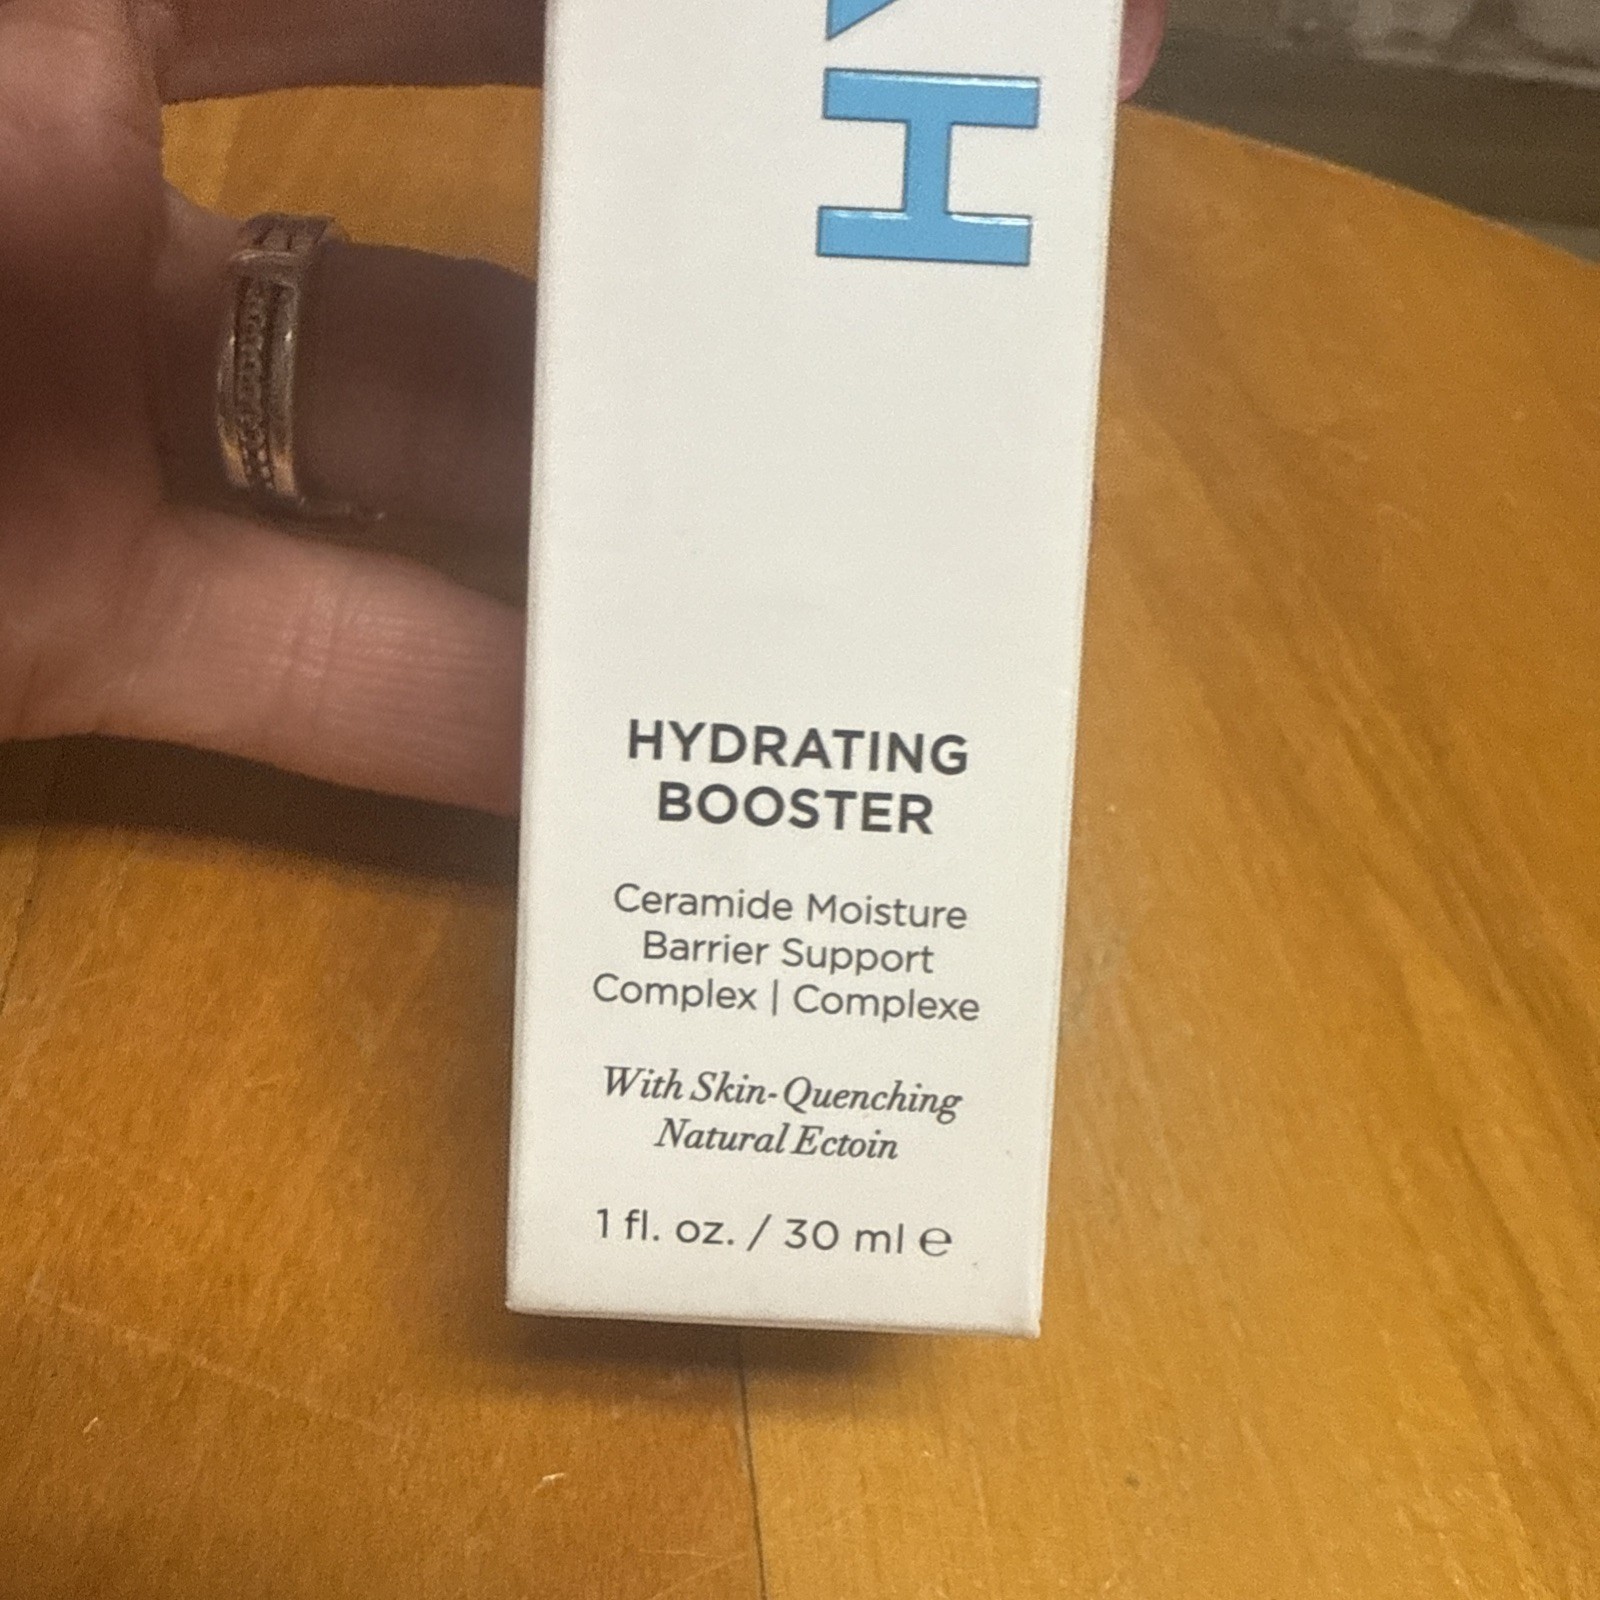 H
HYDRATING
BOOSTER
Ceramide Moisture
Barrier Support
Complex | Complexe
With Skin-Quenching
Natural Ectoin
1 fl. oz. / 30 ml ℮